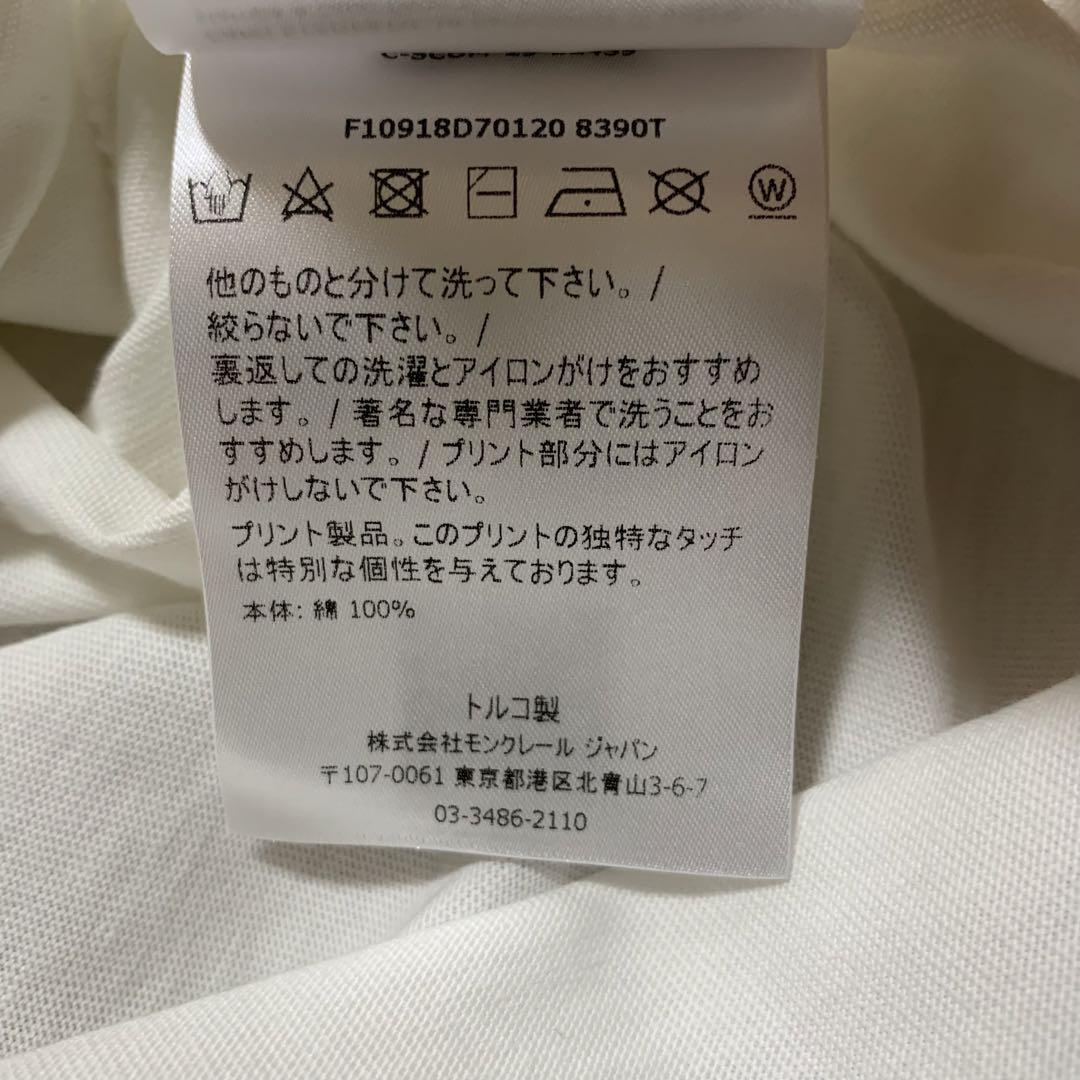 F10918D70120 8390T
W
他のものと分けて洗って下さい。/
絞らないで下さい。/
裏返しての洗濯とアイロンがけをおすすめ
します。/ 著名な専門業者で洗うことをお
すすめします。/ プリント部分にはアイロン
がけしないで下さい。
プリント製品。このプリントの独特なタッチ
は特別な個性を与えております。
本体: 綿 100%
トルコ製
株式会社モンクレール ジャパン
〒107-0061 東京都港区北青山3-6-7
03-3486-2110